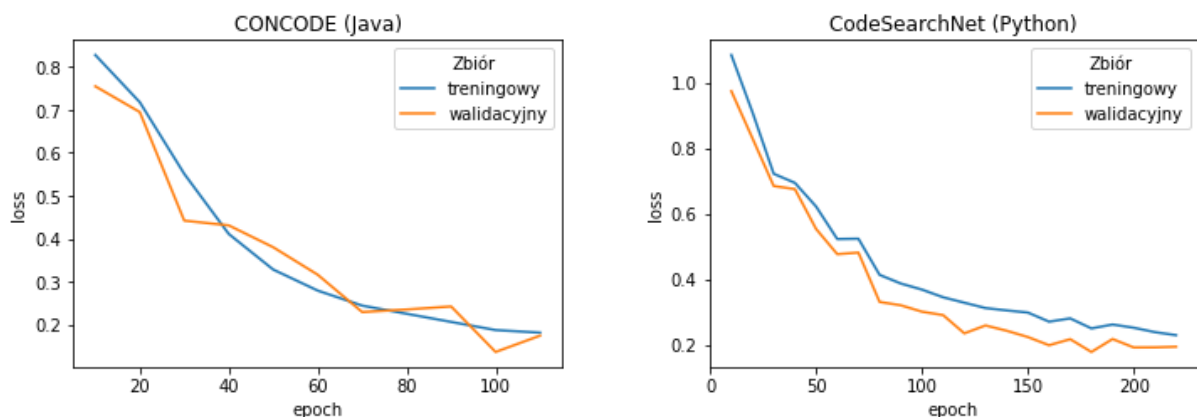 CONCODE (Java)
0.8
0.7
0.6
0.5
0.4
0.3
0.2
loss
20 40 60 80 100
epoch
Zbiór
treningowy
walidacyjny
CodeSearchNet (Python)
1.0
0.8
0.6
0.4
0.2
loss
0 50 100 150 200
epoch
Zbiór
treningowy
walidacyjny